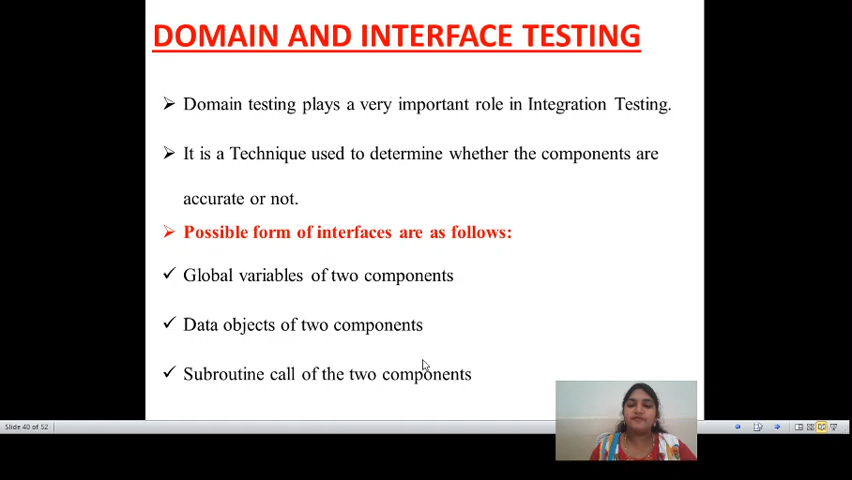 DOMAIN AND INTERFACE TESTING
Domain testing plays a very important role in Integration Testing.
It is a Technique used to determine whether the components are
accurate or not.
Possible form of interfaces are as follows:
Global variables of two components
Data objects of two components
Subroutine call of the two components
Slide 40 of 52